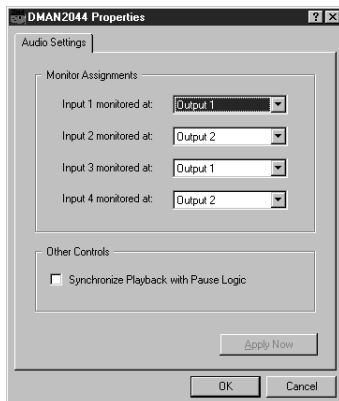 DMAN2044 Properties
Audio Settings
Monitor Assignments
Input 1 monitored at: Output 1
Input 2 monitored at: Output 2
Input 3 monitored at: Output 1
Input 4 monitored at: Output 2
Other Controls
Synchronize Playback with Pause Logic
Apply Now
OK Cancel